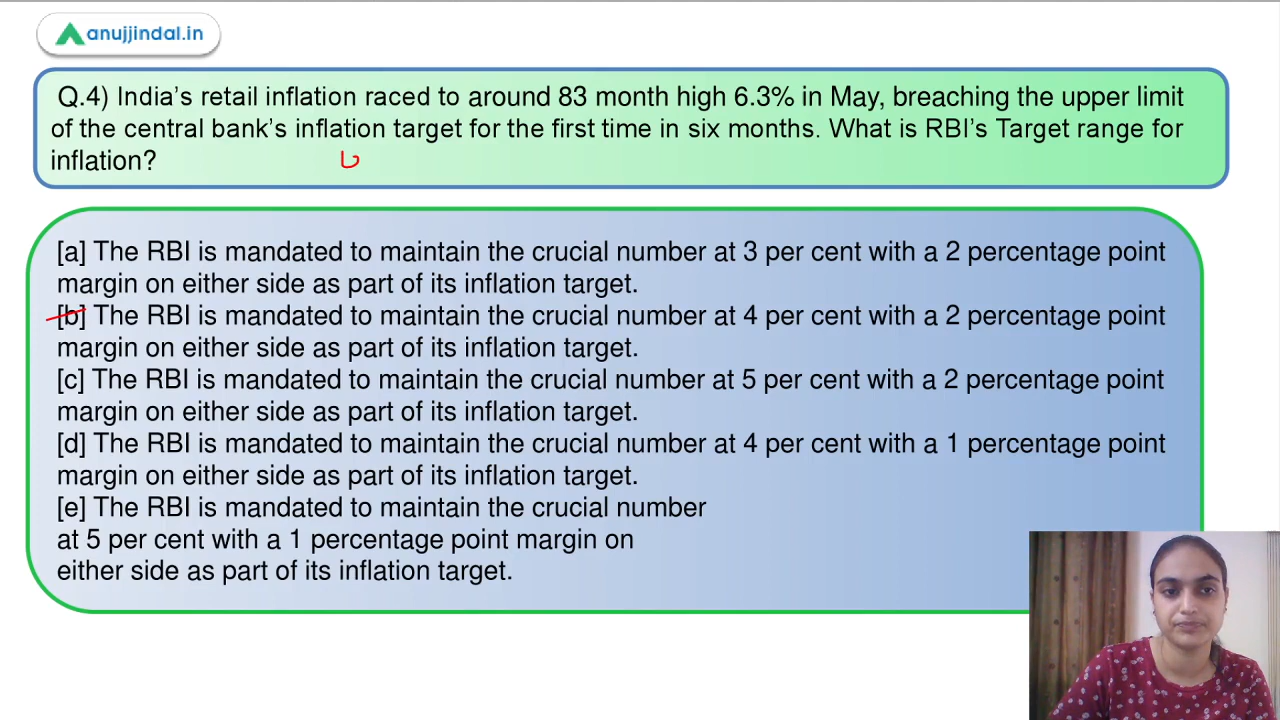 anujjindal.in
Q.4) India's retail inflation raced to around 83 month high 6.3% in May, breaching the upper limit
of the central bank's inflation target for the first time in six months. What is RBI's Target range for
inflation?
[a] The RBI is mandated to maintain the crucial number at 3 per cent with a 2 percentage point
margin on either side as part of its inflation target.
[b] The RBI is mandated to maintain the crucial number at 4 per cent with a 2 percentage point
margin on either side as part of its inflation target.
[c] The RBI is mandated to maintain the crucial number at 5 per cent with a 2 percentage point
margin on either side as part of its inflation target.
[d] The RBI is mandated to maintain the crucial number at 4 per cent with a 1 percentage point
margin on either side as part of its inflation target.
[e] The RBI is mandated to maintain the crucial number
at 5 per cent with a 1 percentage point margin on
either side as part of its inflation target.